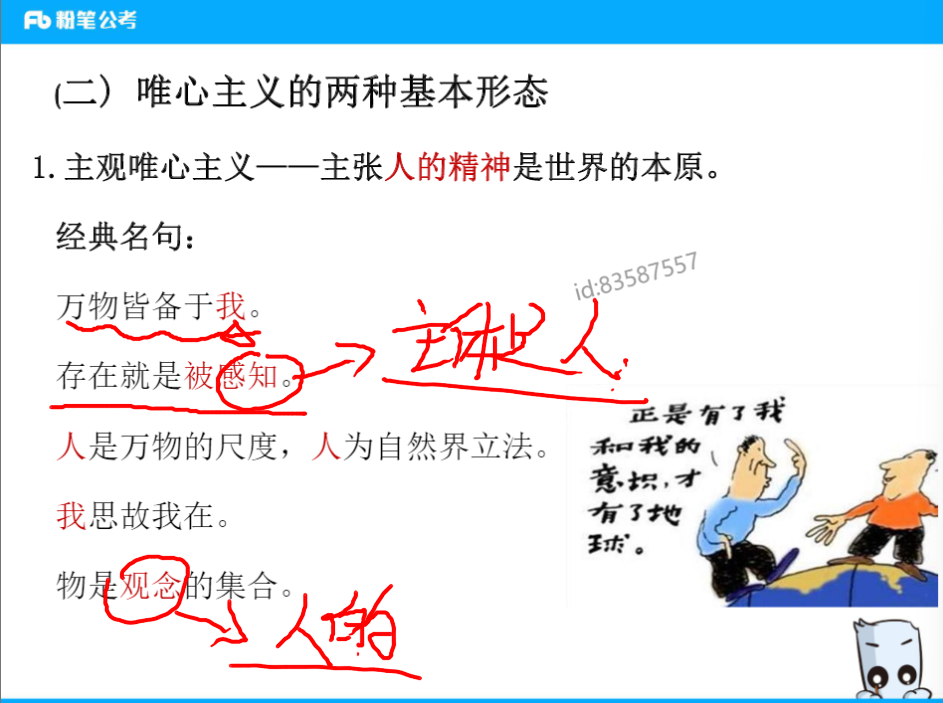 粉笔公考
(二）唯心主义的两种基本形态
1.主观唯心主义——主张人的精神是世界的本原。
经典名句：
万物皆备于我。
id:83587557
存在就是被感知。
主体是人.
人是万物的尺度，人为自然界立法。
我思故我在。
物是观念的集合。
人的
正是有了我
和我的
意识,才
有了地
球。